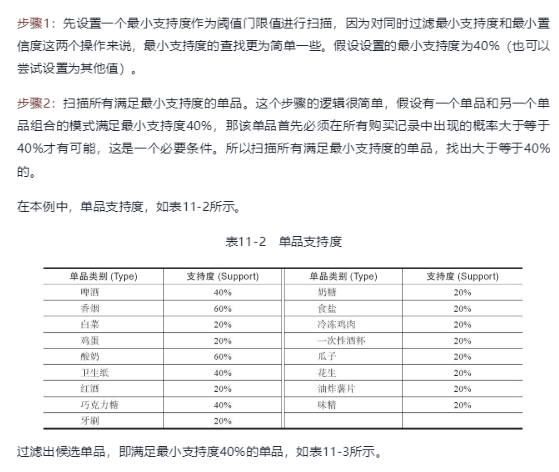 步骤1：先设置一个最小支持度作为阈值门限值进行扫描，因为对同时过滤最小支持度和最小置
信度这两个操作来说，最小支持度的查找更为简单一些。假设设置的最小支持度为40%（也可以
尝试设置为其他值）。
步骤2：扫描所有满足最小支持度的单品。这个步骤的逻辑很简单，假设有一个单品和另一个单
品组合的模式满足最小支持度40%，那该单品首先必须在所有购买记录中出现的概率大于等于
40%才有可能，这是一个必要条件。所以扫描所有满足最小支持度的单品，找出大于等于40%
的。
在本例中，单品支持度，如表11-2所示。
表11-2 单品支持度
单品类别 (Type) 支持度 (Support) 单品类别 (Type) 支持度 (Support)
啤酒 40% 奶糖 20%
香烟 60% 食盐 20%
白菜 20% 冷冻鸡肉 20%
鸡蛋 20% 一次性酒杯 20%
酸奶 60% 瓜子 20%
卫生纸 40% 花生 20%
红酒 20% 油炸薯片 20%
巧克力糖 40% 味精 20%
牙刷 20%
过滤出候选单品，即满足最小支持度40%的单品，如表11-3所示。